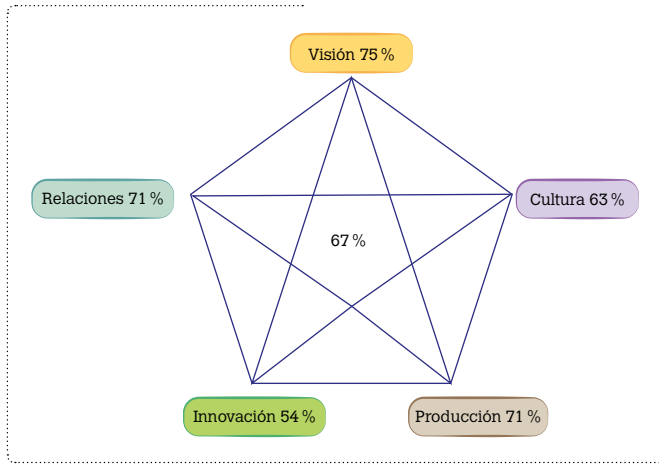 Visión 75 %
Relaciones 71 %
Cultura 63 %
67 %
Innovación 54 %
Producción 71 %